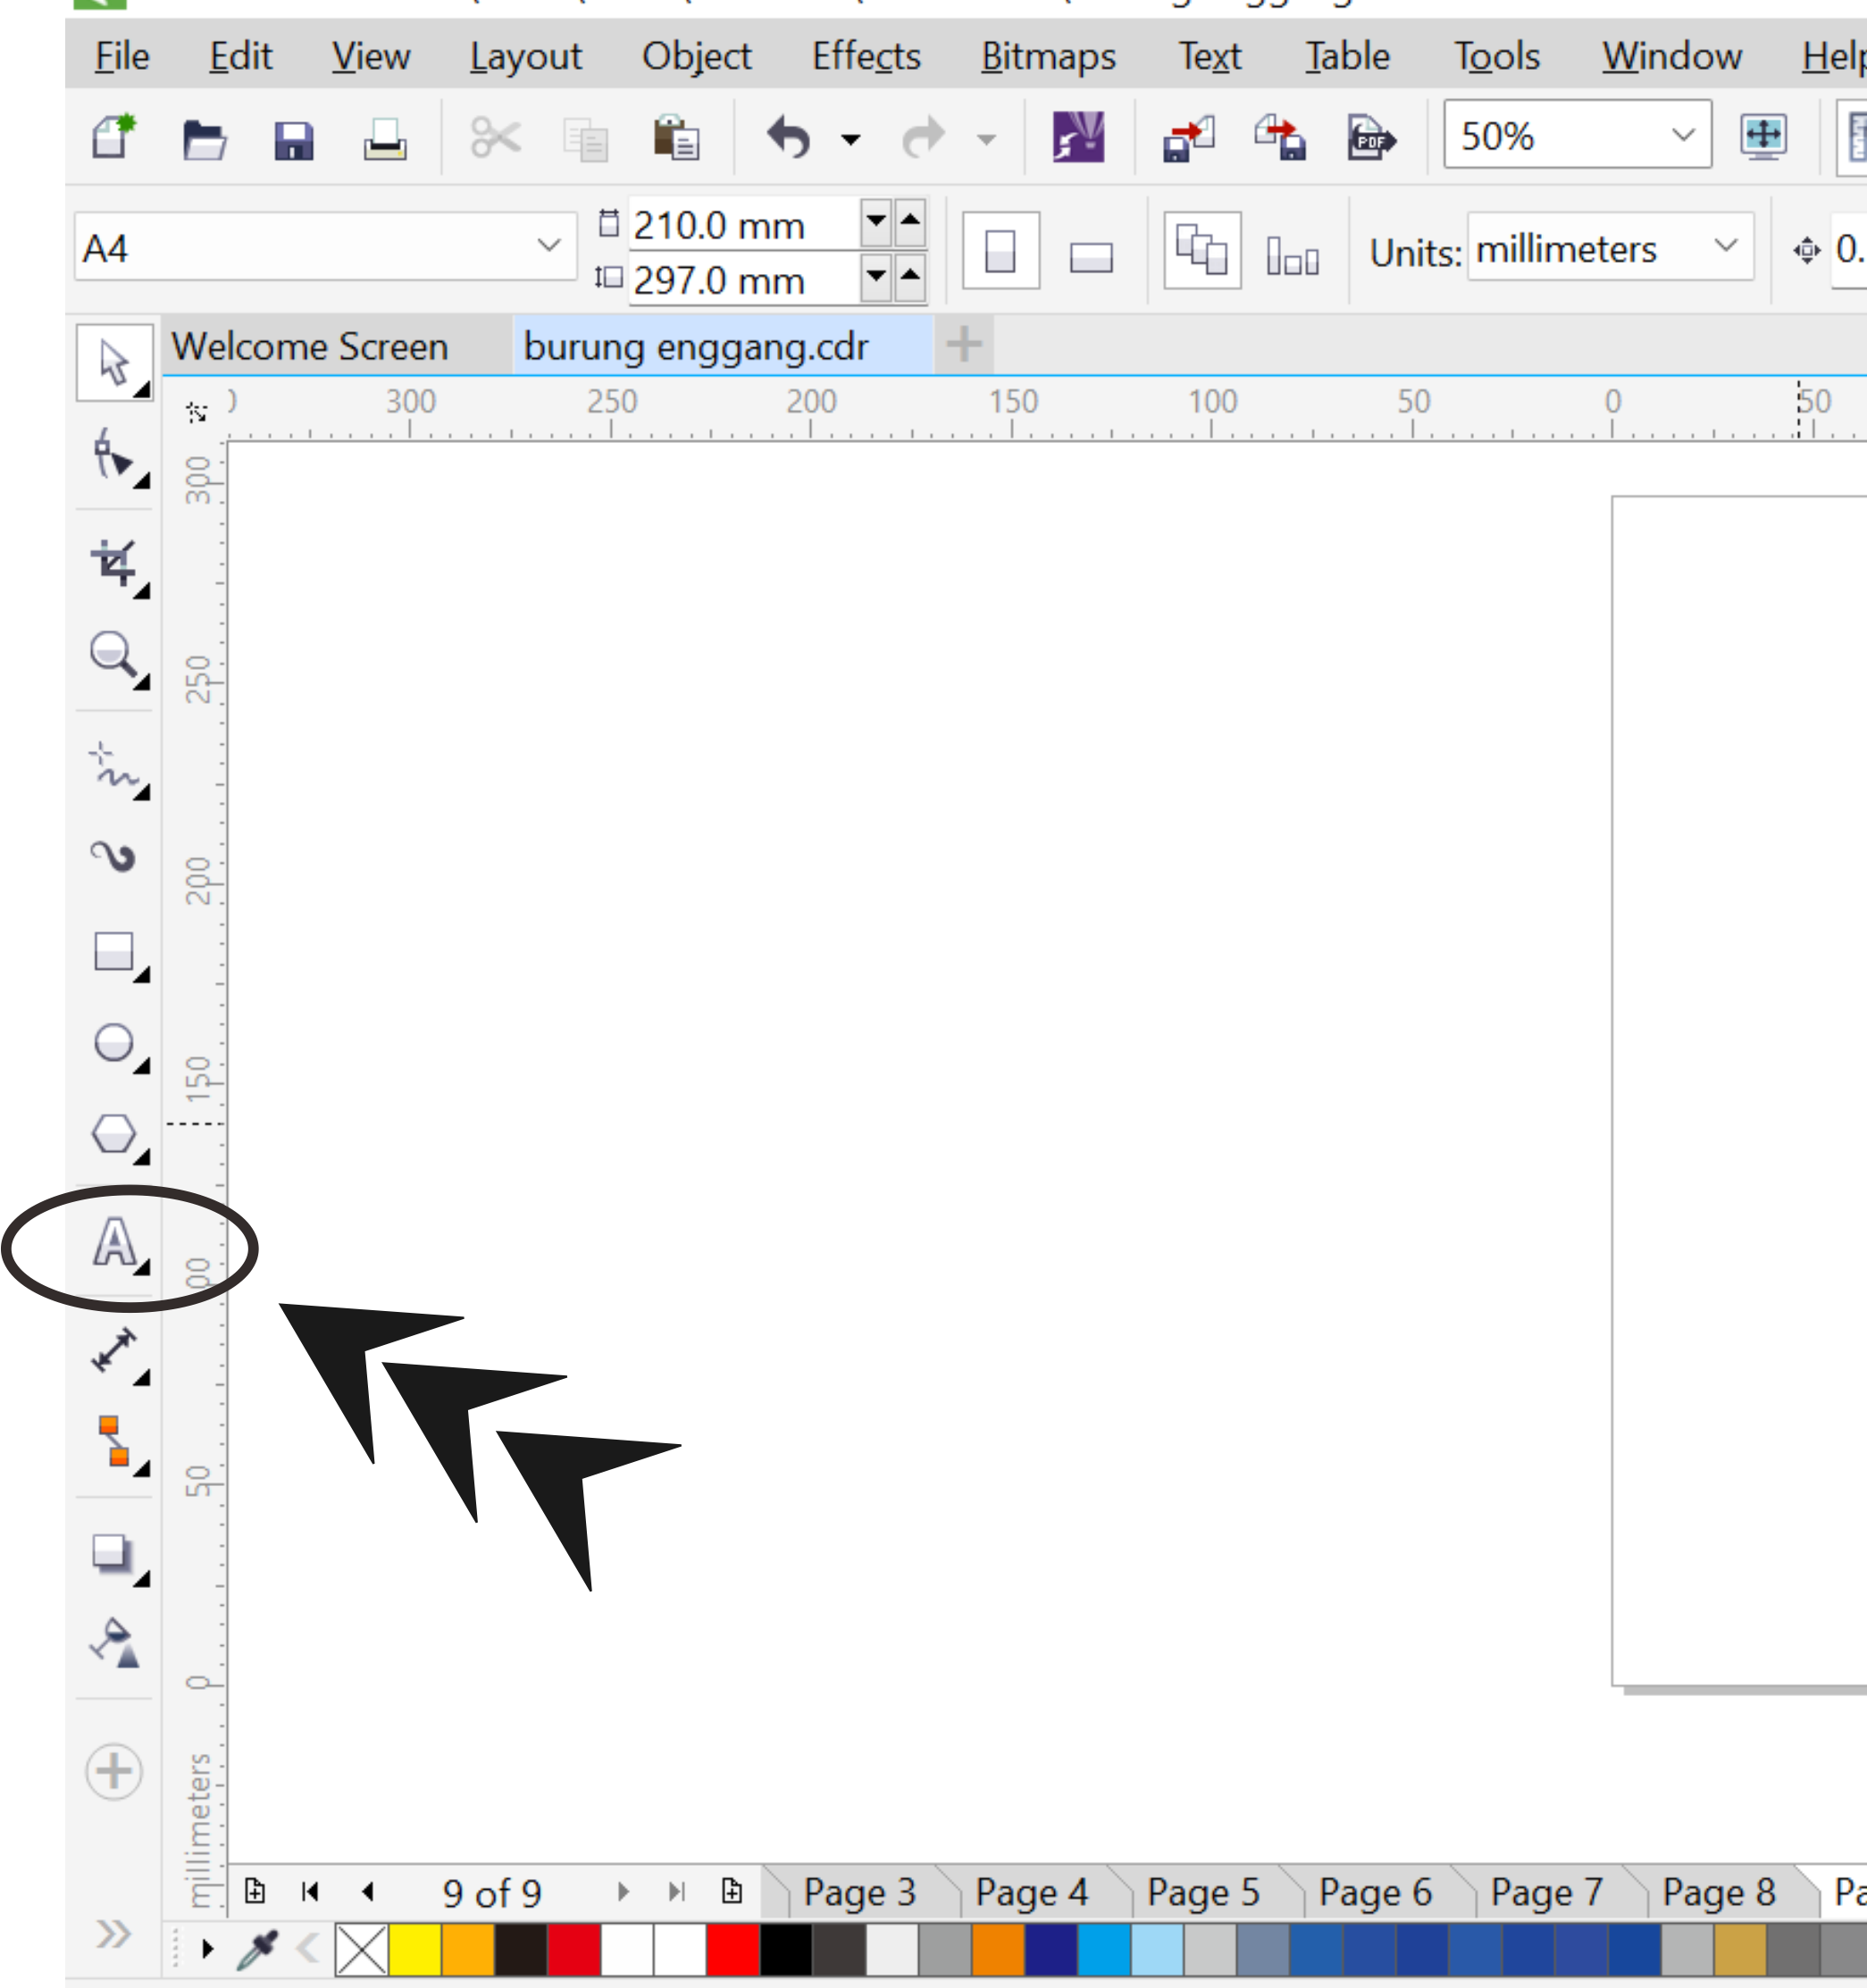 File Edit View Layout Object Effects Bitmaps Text Table Tools Window
PDF 50%
A4 210.0 mm Units: millimeters 0.
297.0 mm
Welcome Screen burung enggang.cdr
300 250 200 150 100 50 0 50
300
250
200
150
A
50
0
millimeters
9 of 9 Page 3 Page 4 Page 5 Page 6 Page 7 Page 8